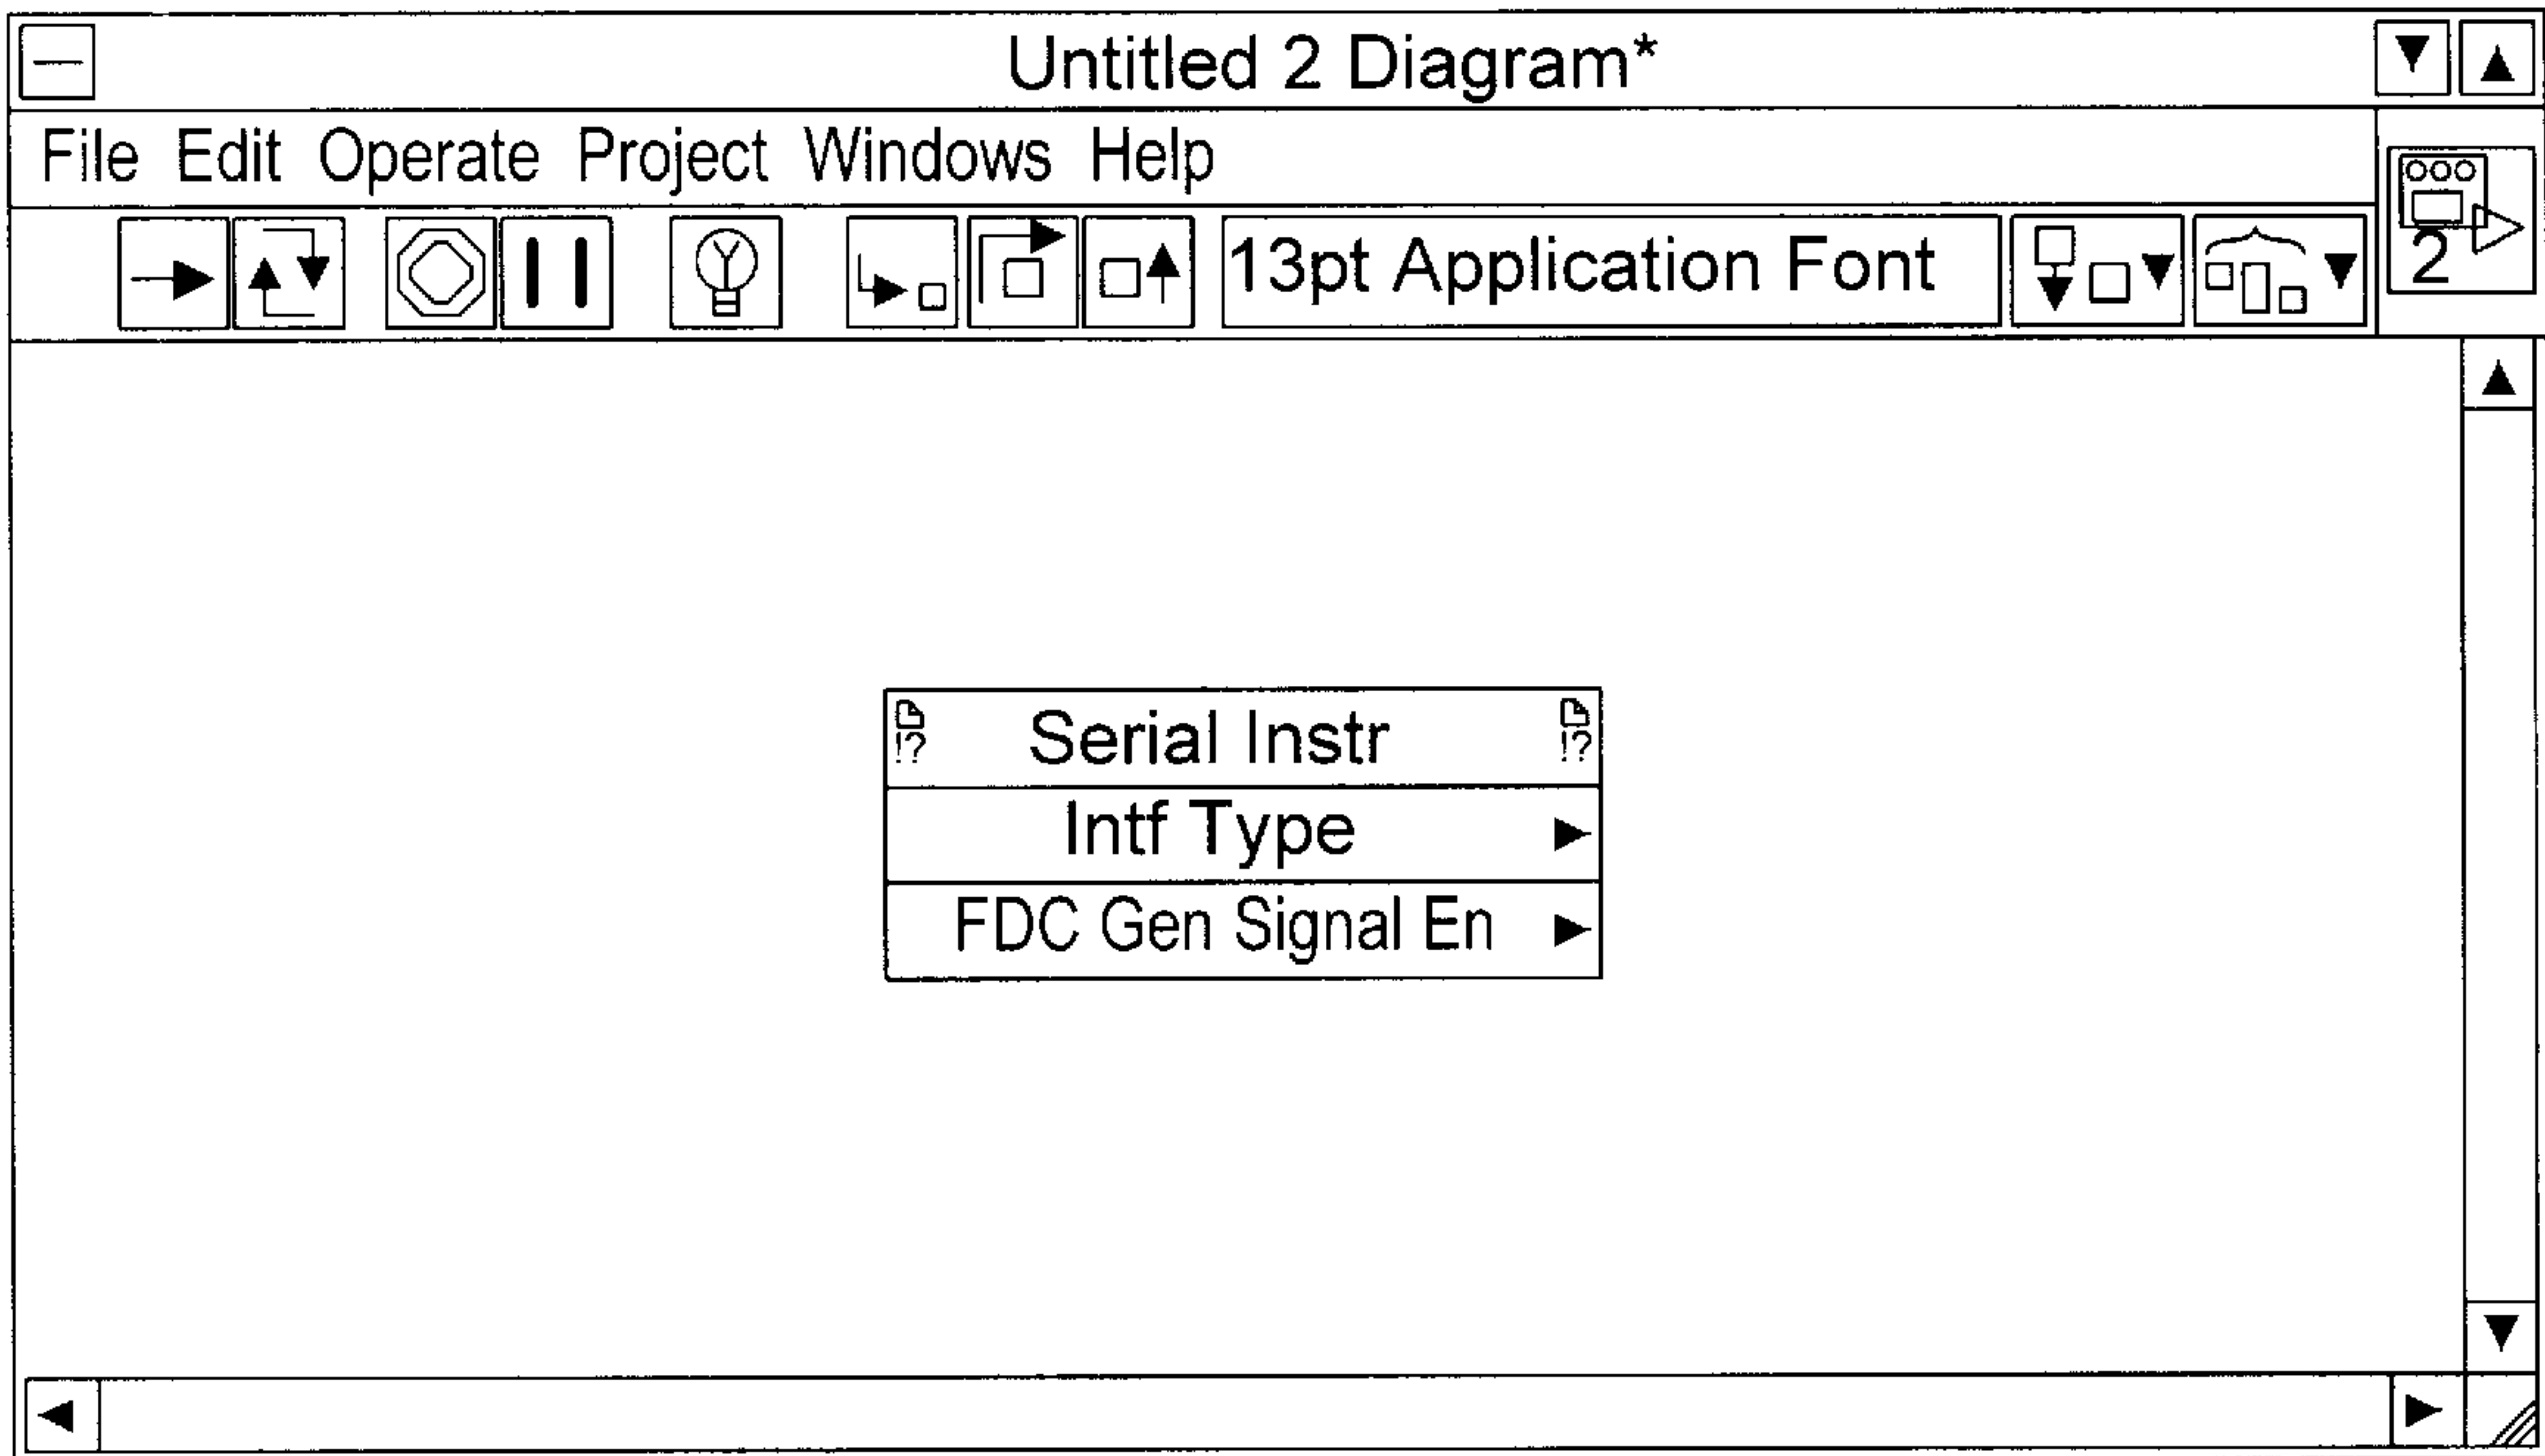 Untitled 2 Diagram*
File Edit Operate Project Windows Help
2
13pt Application Font
!? Serial Instr !?
Intf Type
FDC Gen Signal En